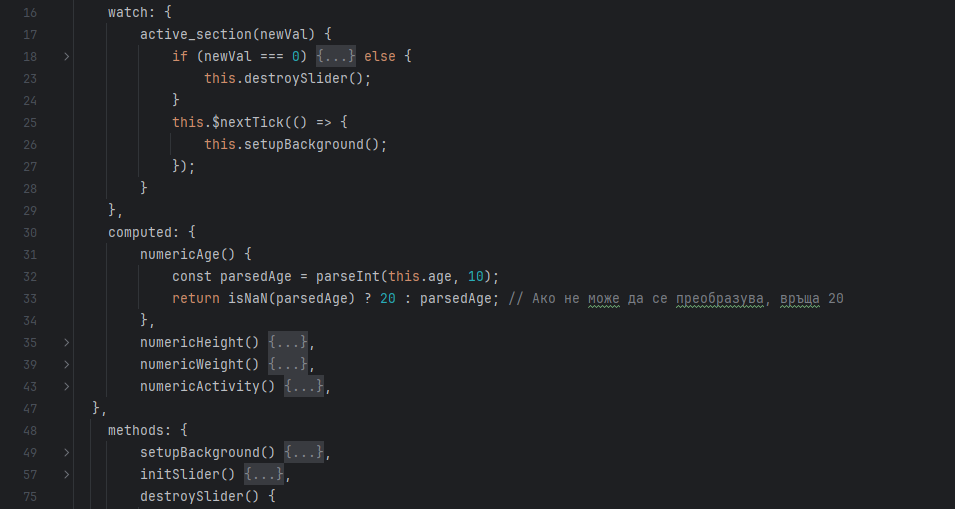 16 watch: {
17 active_section(newVal) {
18 if (newVal === 0) {...} else {
23 this.destroySlider();
24 }
25 this.$nextTick(() => {
26 this.setupBackground();
27 });
28 }
29 },
30 computed: {
31 numericAge() {
32 const parsedAge = parseInt(this.age, 10);
33 return isNaN(parsedAge) ? 20 : parsedAge; // Ако не може да се преобразува, връща 20
34 },
35 numericHeight() {...},
39 numericWeight() {...},
43 numericActivity() {...},
47 },
48 methods: {
49 setupBackground() {...},
57 initSlider() {...},
75 destroySlider() {